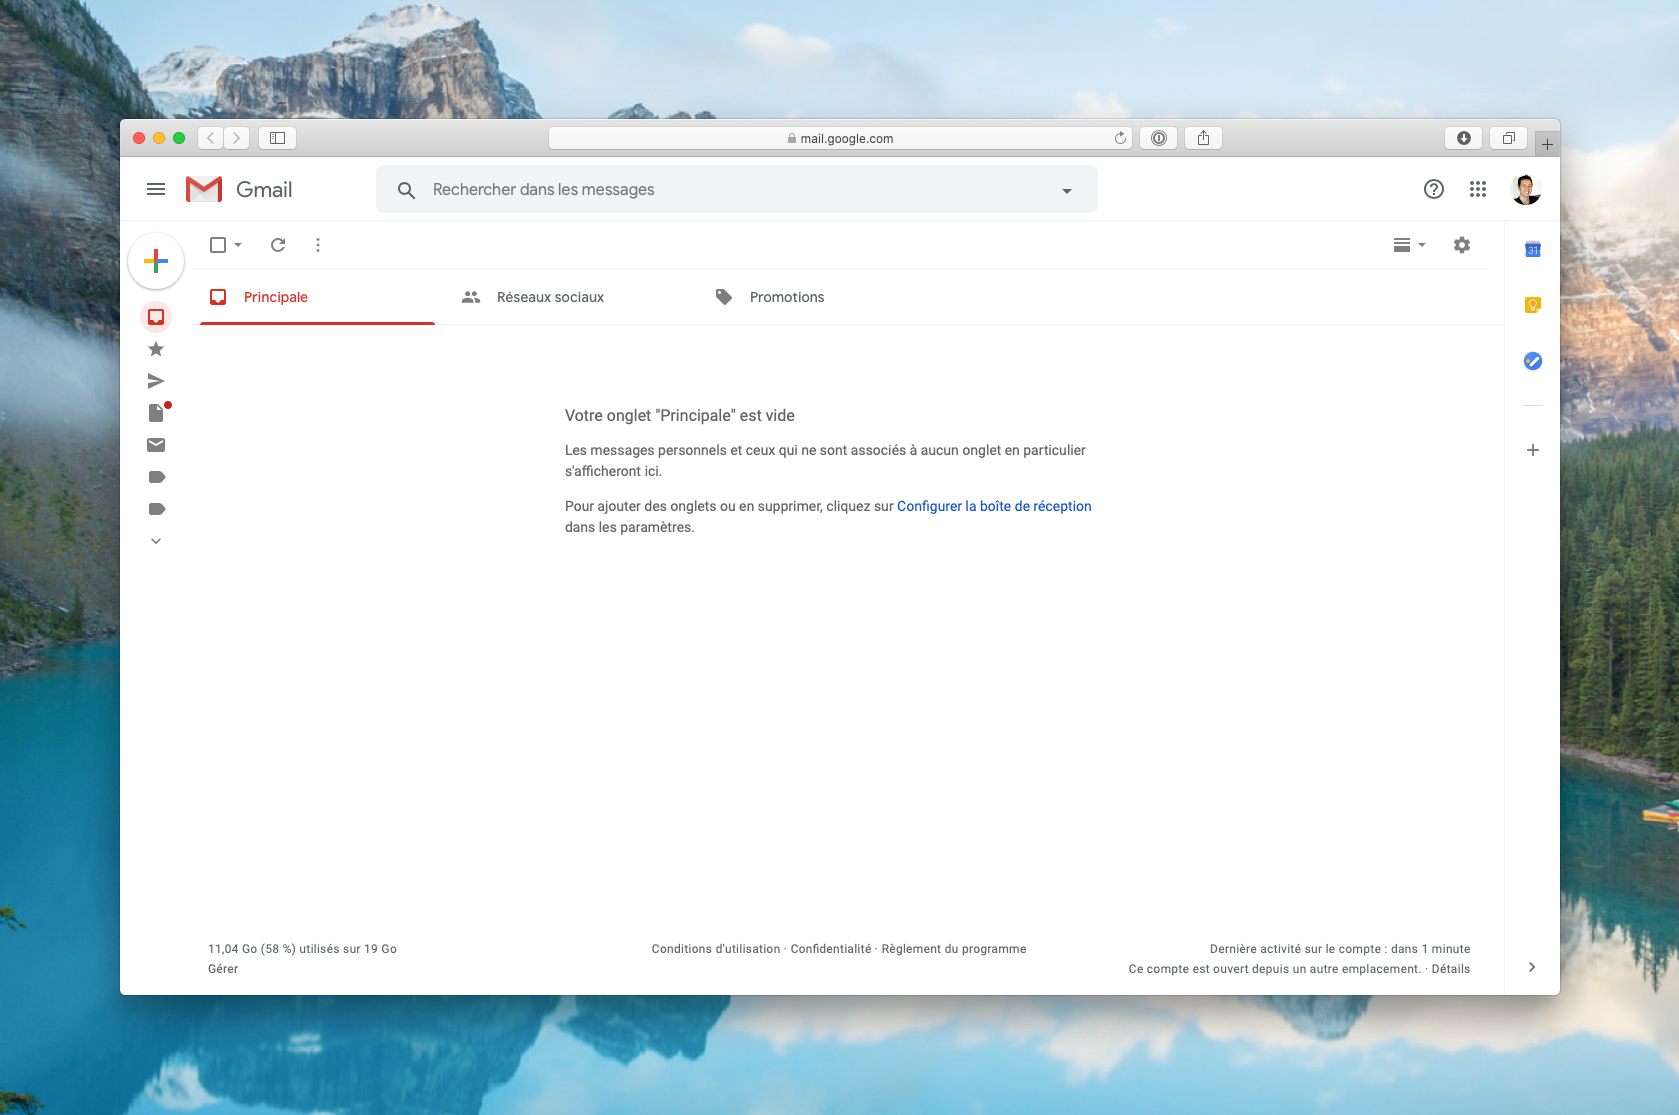 mail.google.com
Gmail
Rechercher dans les messages
31
Principale
Réseaux sociaux
Promotions
Votre onglet "Principale" est vide
Les messages personnels et ceux qui ne sont associés à aucun onglet en particulier
s'afficheront ici.
Pour ajouter des onglets ou en supprimer, cliquez sur Configurer la boîte de réception
dans les paramètres.
11,04 Go (58 %) utilisés sur 19 Go
Gérer
Conditions d'utilisation · Confidentialité · Règlement du programme
Dernière activité sur le compte : dans 1 minute
Ce compte est ouvert depuis un autre emplacement. · Détails